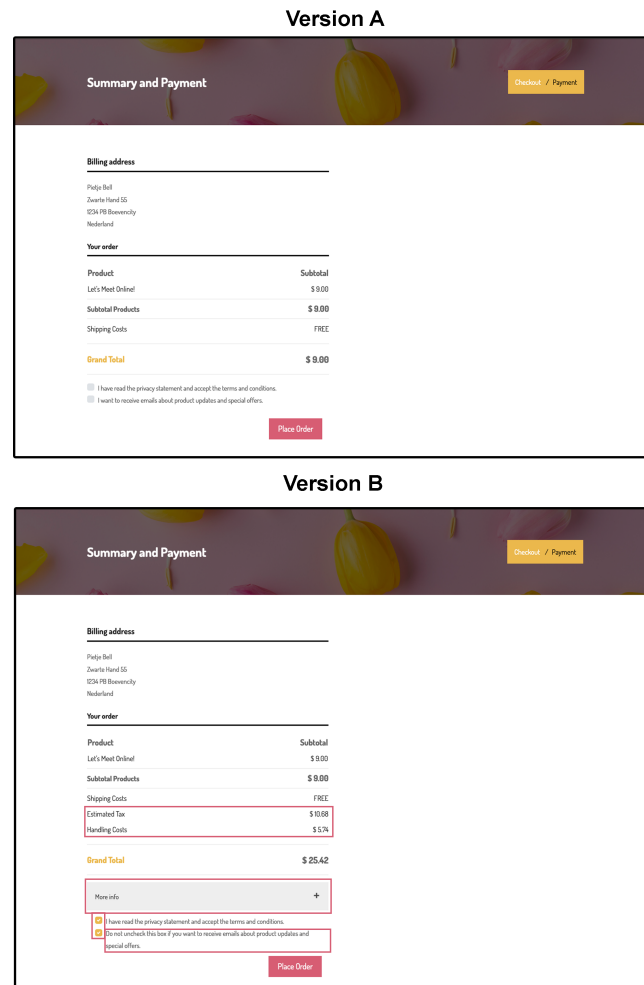 Version A
Summary and Payment
Checkout / Payment
Billing address
Pietje Bell
Zwarte Hand 55
1234 PB Boevencity
Nederland
Your order
Product Subtotal
Let's Meet Online! $ 9.00
Subtotal Products $ 9.00
Shipping Costs FREE
Grand Total $ 9.00
I have read the privacy statement and accept the terms and conditions.
I want to receive emails about product updates and special offers.
Place Order
Version B
Summary and Payment
Checkout / Payment
Billing address
Pietje Bell
Zwarte Hand 55
1234 PB Boevencity
Nederland
Your order
Product Subtotal
Let's Meet Online! $ 9.00
Subtotal Products $ 9.00
Shipping Costs FREE
Estimated Tax $ 10.68
Handling Costs $ 5.74
Grand Total $ 25.42
More info +
I have read the privacy statement and accept the terms and conditions.
Do not uncheck this box if you want to receive emails about product updates and
special offers.
Place Order